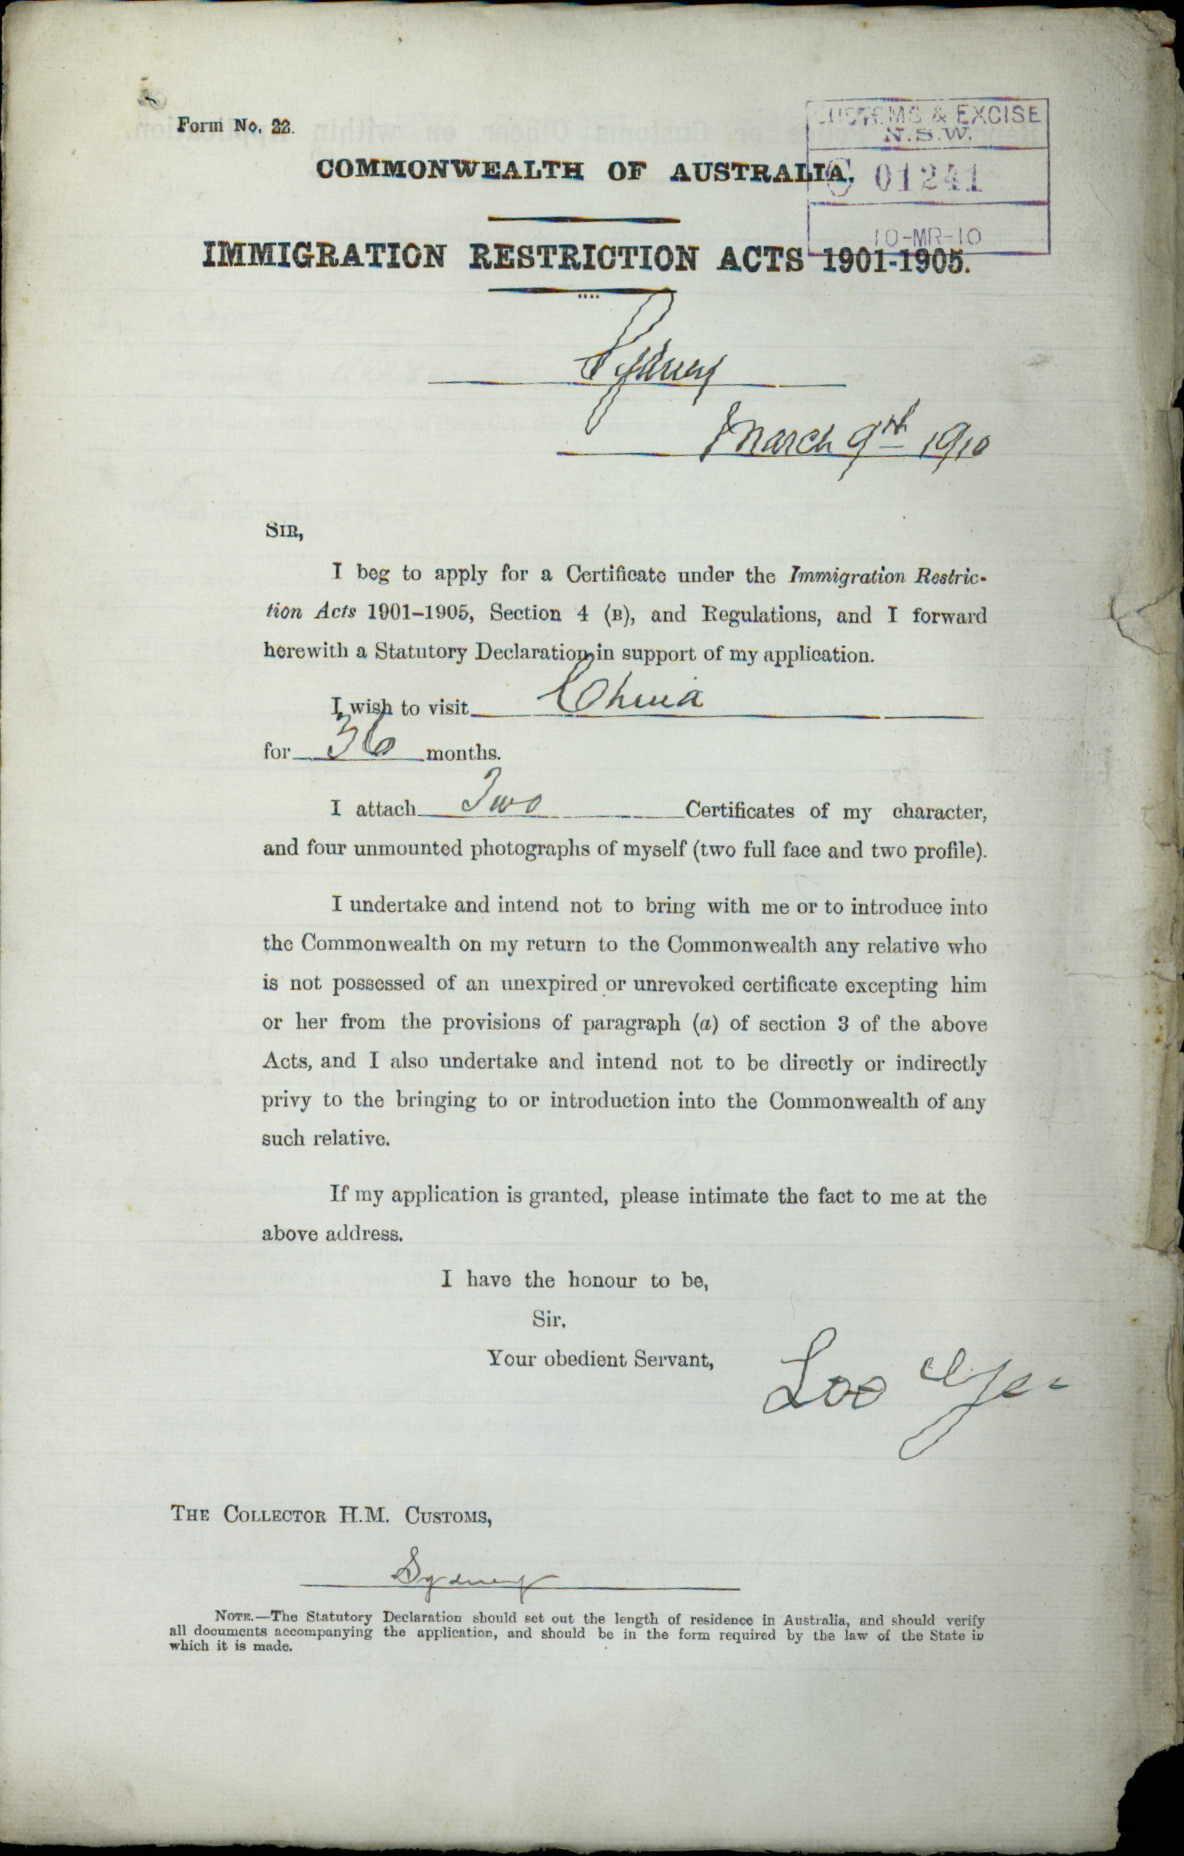 Form No. 22.
CUSTOMS & EXCISE
N.S.W.
C 01241
10-MR-10
COMMONWEALTH OF AUSTRALIA.
IMMIGRATION RESTRICTION ACTS 1901-1905.
Sydney
March 9th 1910
SIR,
I beg to apply for a Certificate under the Immigration Restric-
tion Acts 1901–1905, Section 4 (B), and Regulations, and I forward
herewith a Statutory Declaration in support of my application.
I wish to visit China
for 36 months.
I attach Two Certificates of my character,
and four unmounted photographs of myself (two full face and two profile).
I undertake and intend not to bring with me or to introduce into
the Commonwealth on my return to the Commonwealth any relative who
is not possessed of an unexpired or unrevoked certificate excepting him
or her from the provisions of paragraph (a) of section 3 of the above
Acts, and I also undertake and intend not to be directly or indirectly
privy to the bringing to or introduction into the Commonwealth of any
such relative.
If my application is granted, please intimate the fact to me at the
above address.
I have the honour to be,
Sir,
Your obedient Servant,
Loo
THE COLLECTOR H.M. CUSTOMS,
Sydney
NOTE.—The Statutory Declaration should set out the length of residence in Australia, and should verify
all documents accompanying the application, and should be in the form required by the law of the State in
which it is made.